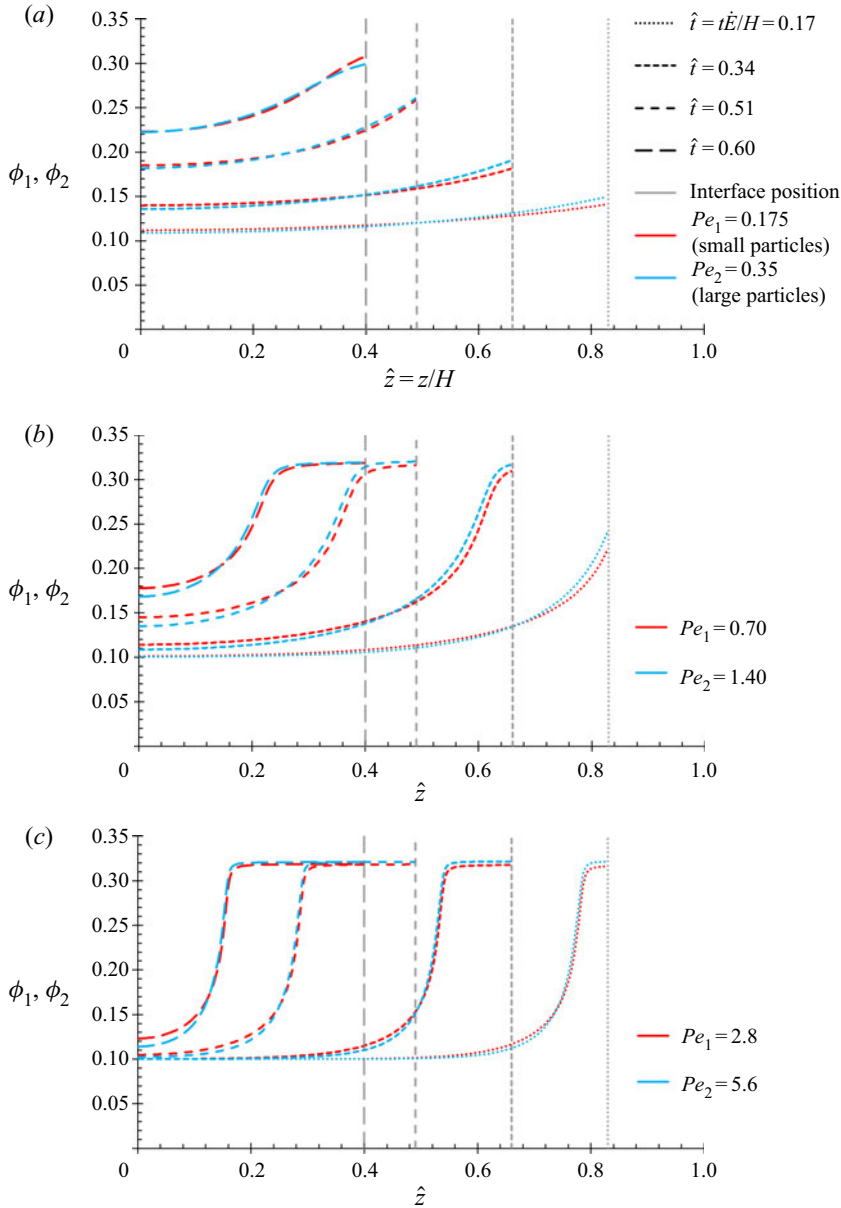 (a)
0.35
0.30
0.25
0.20
0.15
0.10
0.05
ϕ1, ϕ2
0
0.2
0.4
0.6
0.8
1.0
ẑ = z/H
t̂ = tĖ/H = 0.17
t̂ = 0.34
t̂ = 0.51
t̂ = 0.60
Interface position
Pe1 = 0.175
(small particles)
Pe2 = 0.35
(large particles)
(b)
0.35
0.30
0.25
0.20
0.15
0.10
0.05
ϕ1, ϕ2
0
0.2
0.4
0.6
0.8
1.0
ẑ
Pe1 = 0.70
Pe2 = 1.40
(c)
0.35
0.30
0.25
0.20
0.15
0.10
0.05
ϕ1, ϕ2
0
0.2
0.4
0.6
0.8
1.0
ẑ
Pe1 = 2.8
Pe2 = 5.6